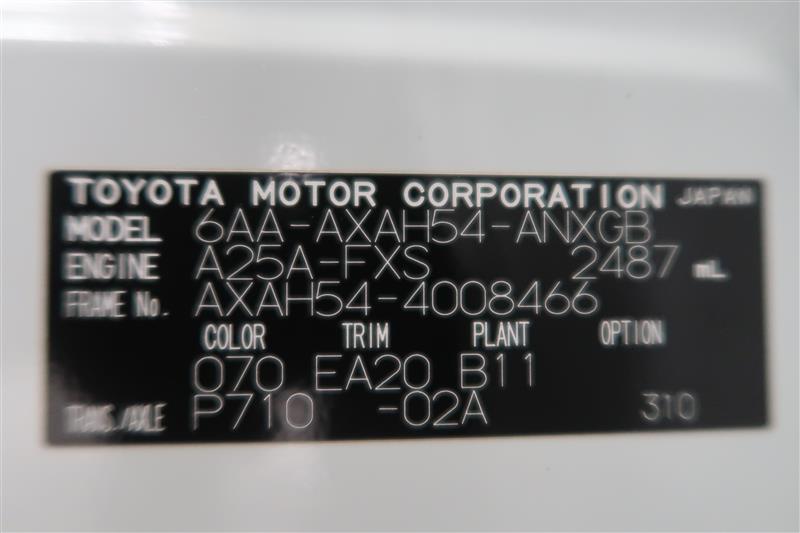 TOYOTA MOTOR CORPORATION JAPAN
MODEL 6AA-AXAH54-ANXGB
ENGINE A25A-FXS 2487 mL
FRAME No. AXAH54-4008466
COLOR TRIM PLANT OPTION
070 EA20 B11
TRANS./AXLE P710 -02A 310